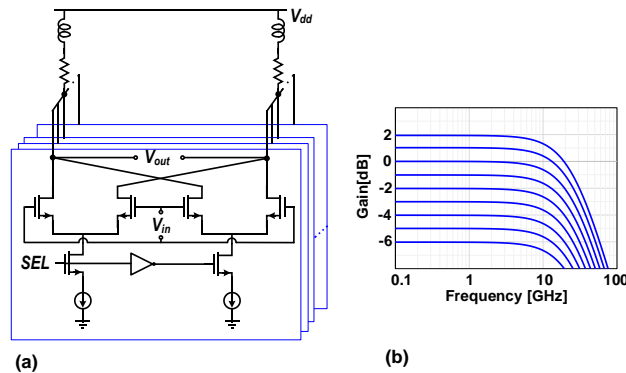 Vdd
Vout
Vin
SEL
(a)
Gain[dB]
2
0
-2
-4
-6
0.1
1
10
100
Frequency [GHz]
(b)